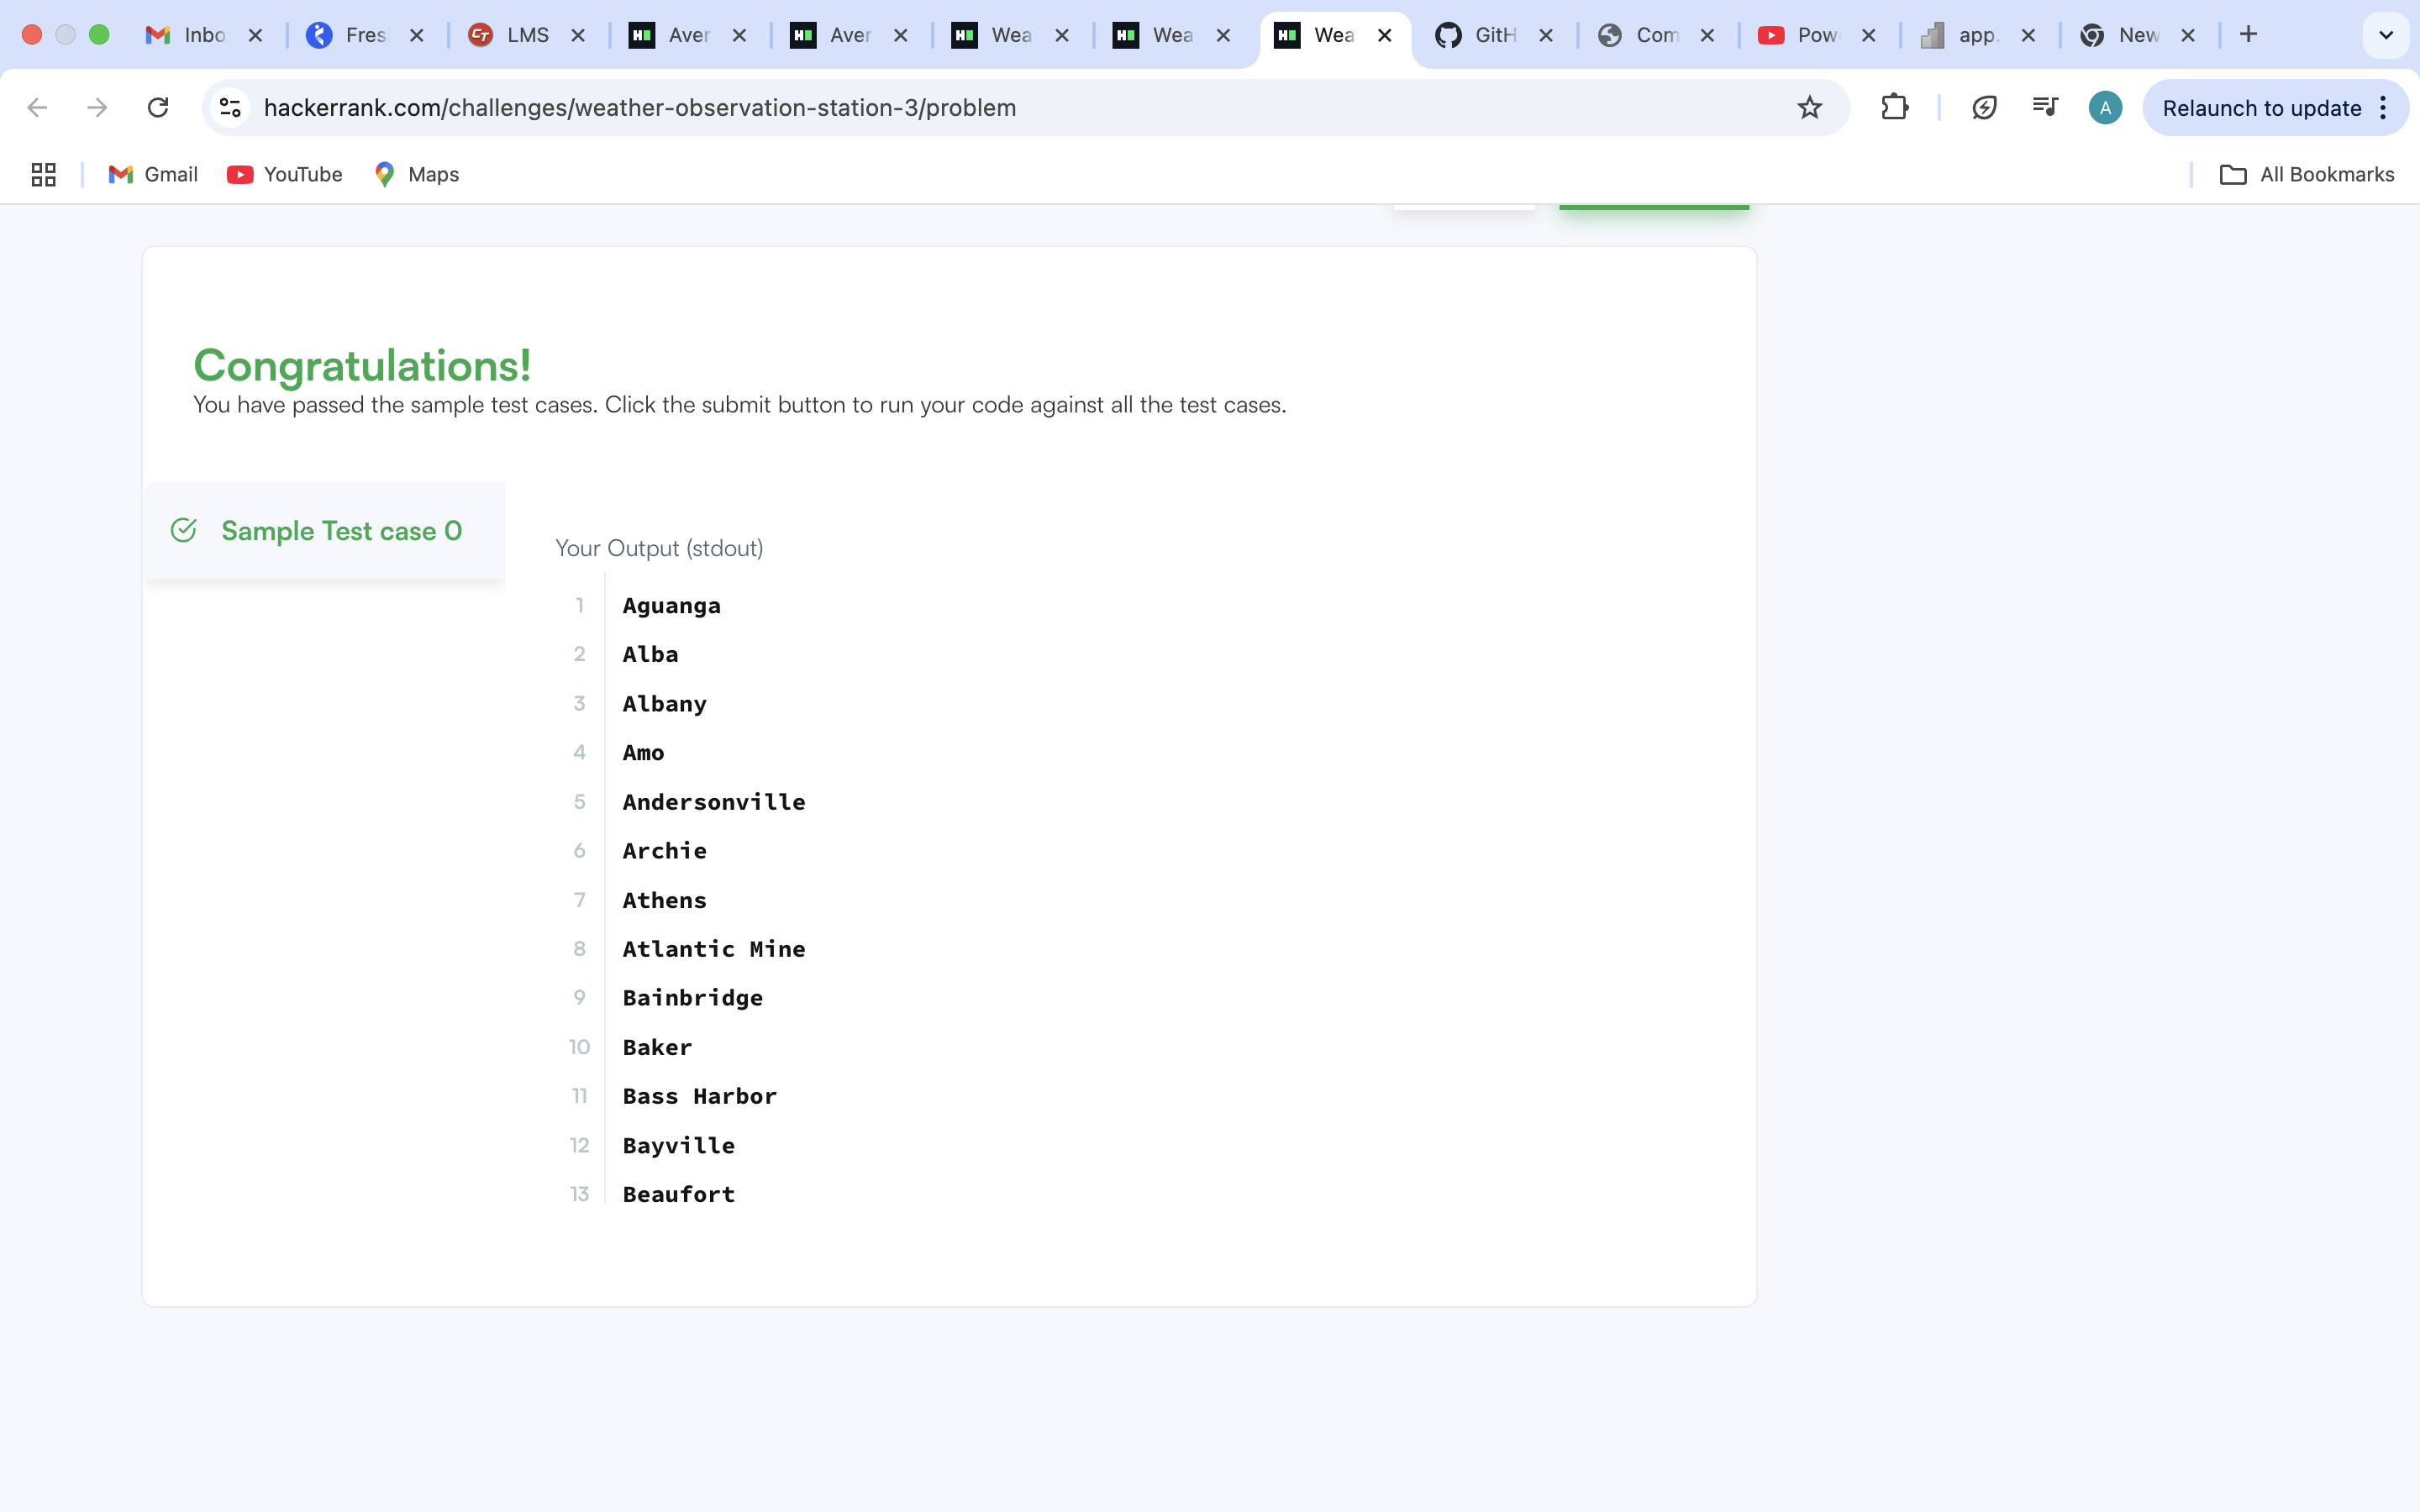 Inbo Fres LMS Aver Aver Wea Wea Wea GitH Com Pow app. New
hackerrank.com/challenges/weather-observation-station-3/problem A Relaunch to update
Gmail YouTube Maps All Bookmarks
Congratulations!
You have passed the sample test cases. Click the submit button to run your code against all the test cases.
Sample Test case 0
Your Output (stdout)
1 Aguanga
2 Alba
3 Albany
4 Amo
5 Andersonville
6 Archie
7 Athens
8 Atlantic Mine
9 Bainbridge
10 Baker
11 Bass Harbor
12 Bayville
13 Beaufort